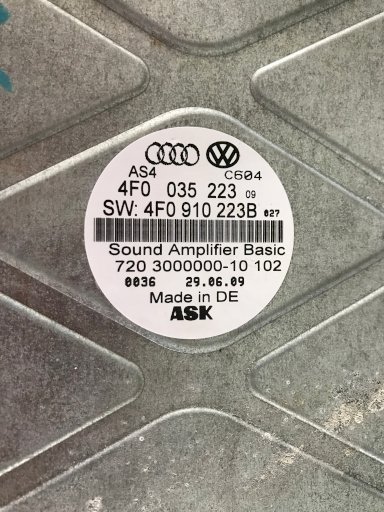 AS4 C604
4F0 035 223 09
SW: 4F0 910 223B 027
Sound Amplifier Basic
720 3000000-10 102
0036 29.06.09
Made in DE
ASK